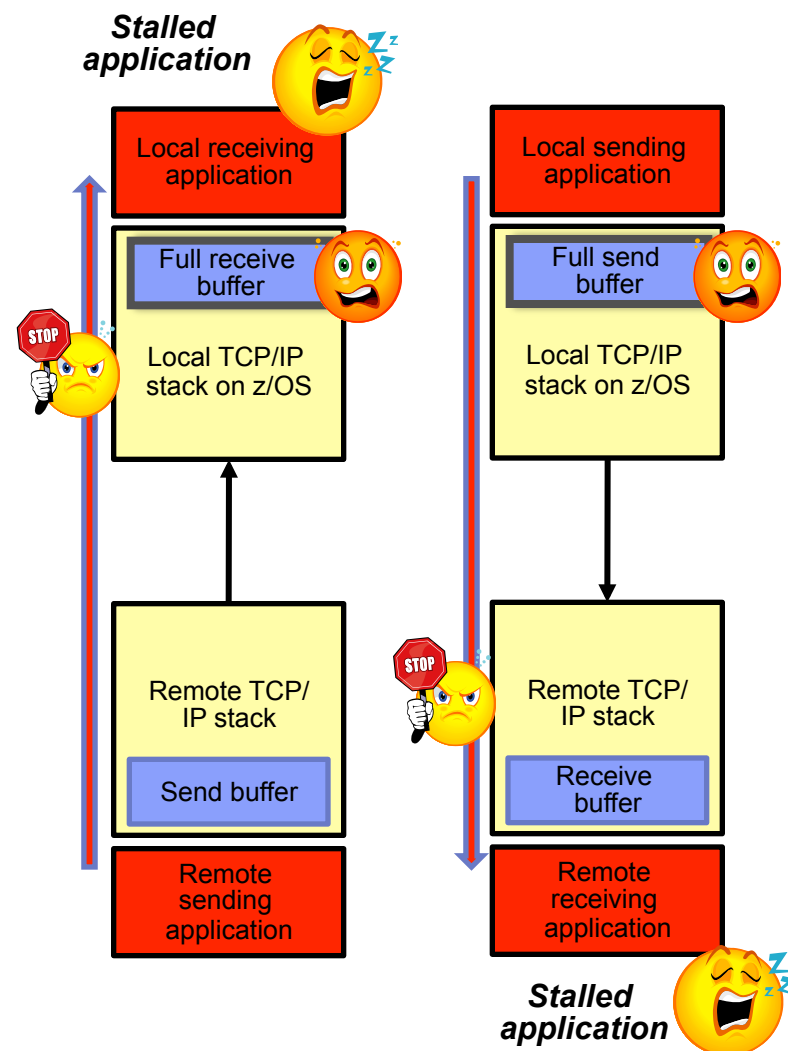 Stalled
application
Z
z
z
Z
Local receiving
application
Full receive
buffer
STOP
Local TCP/IP
stack on z/OS
Remote TCP/
IP stack
Send buffer
Remote
sending
application
Local sending
application
Full send
buffer
Local TCP/IP
stack on z/OS
STOP
Remote TCP/
IP stack
Receive
buffer
Remote
receiving
application
Z
z
Z
Stalled
application